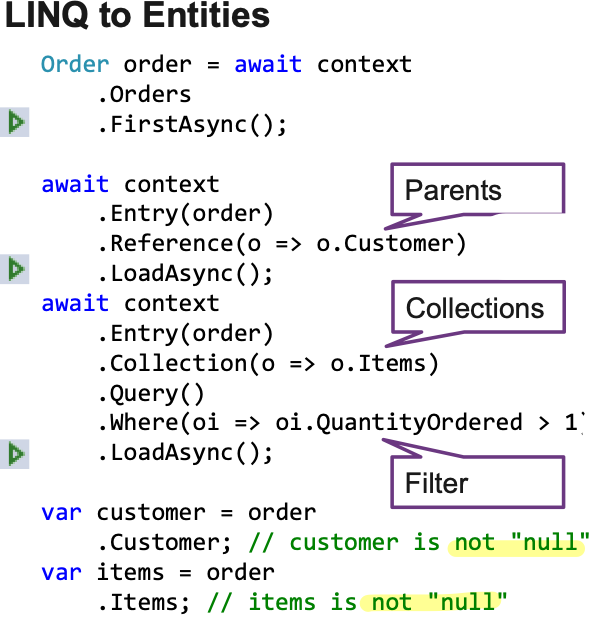 LINQ to Entities
Order order = await context
.Orders
.FirstAsync();
await context
.Entry(order)
Parents
.Reference(o => o.Customer)
.LoadAsync();
await context
.Entry(order)
Collections
.Collection(o => o.Items)
.Query()
.Where(oi => oi.QuantityOrdered > 1)
.LoadAsync();
Filter
var customer = order
.Customer; // customer is not "null"
var items = order
.Items; // items is not "null"